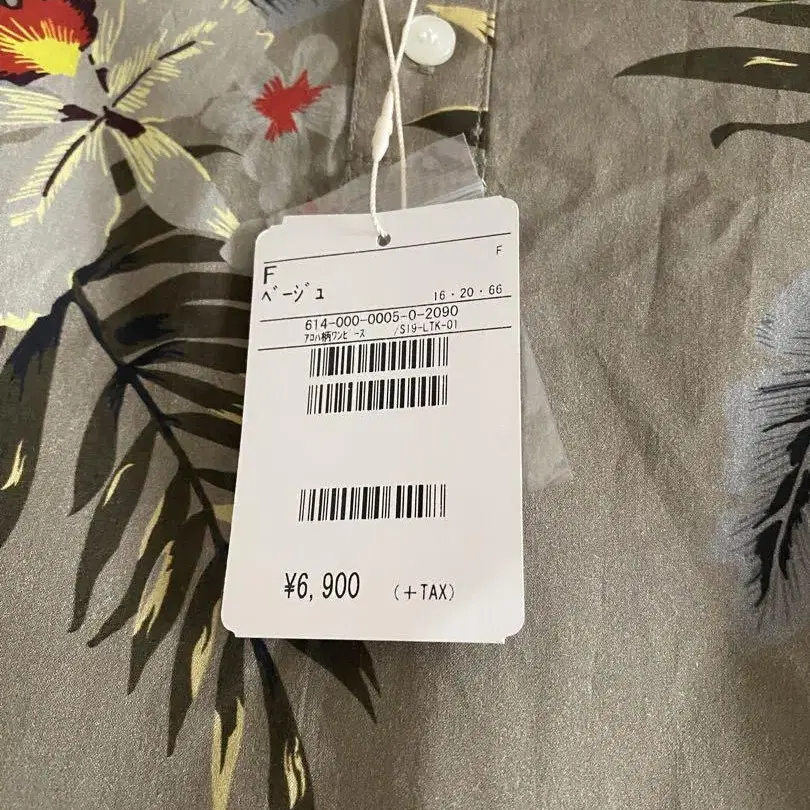 F
F
ベージュ
16・20・66
614-000-0005-0-2090
アロハ柄ワンピース /S19-LTK-01
¥6,900 (+TAX)